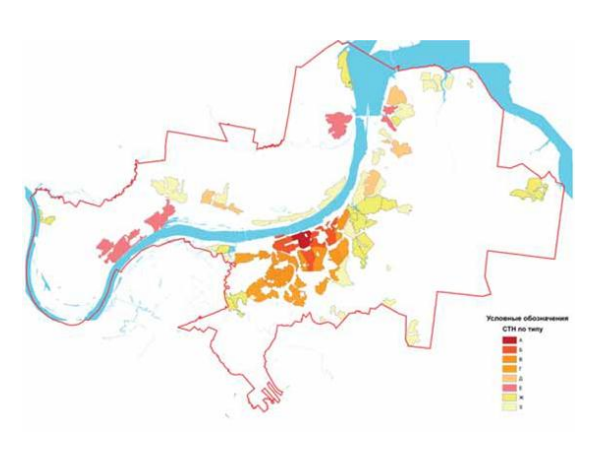 Условные обозначения
СТН по типу
А
Б
В
Г
Д
Е
Ж
З